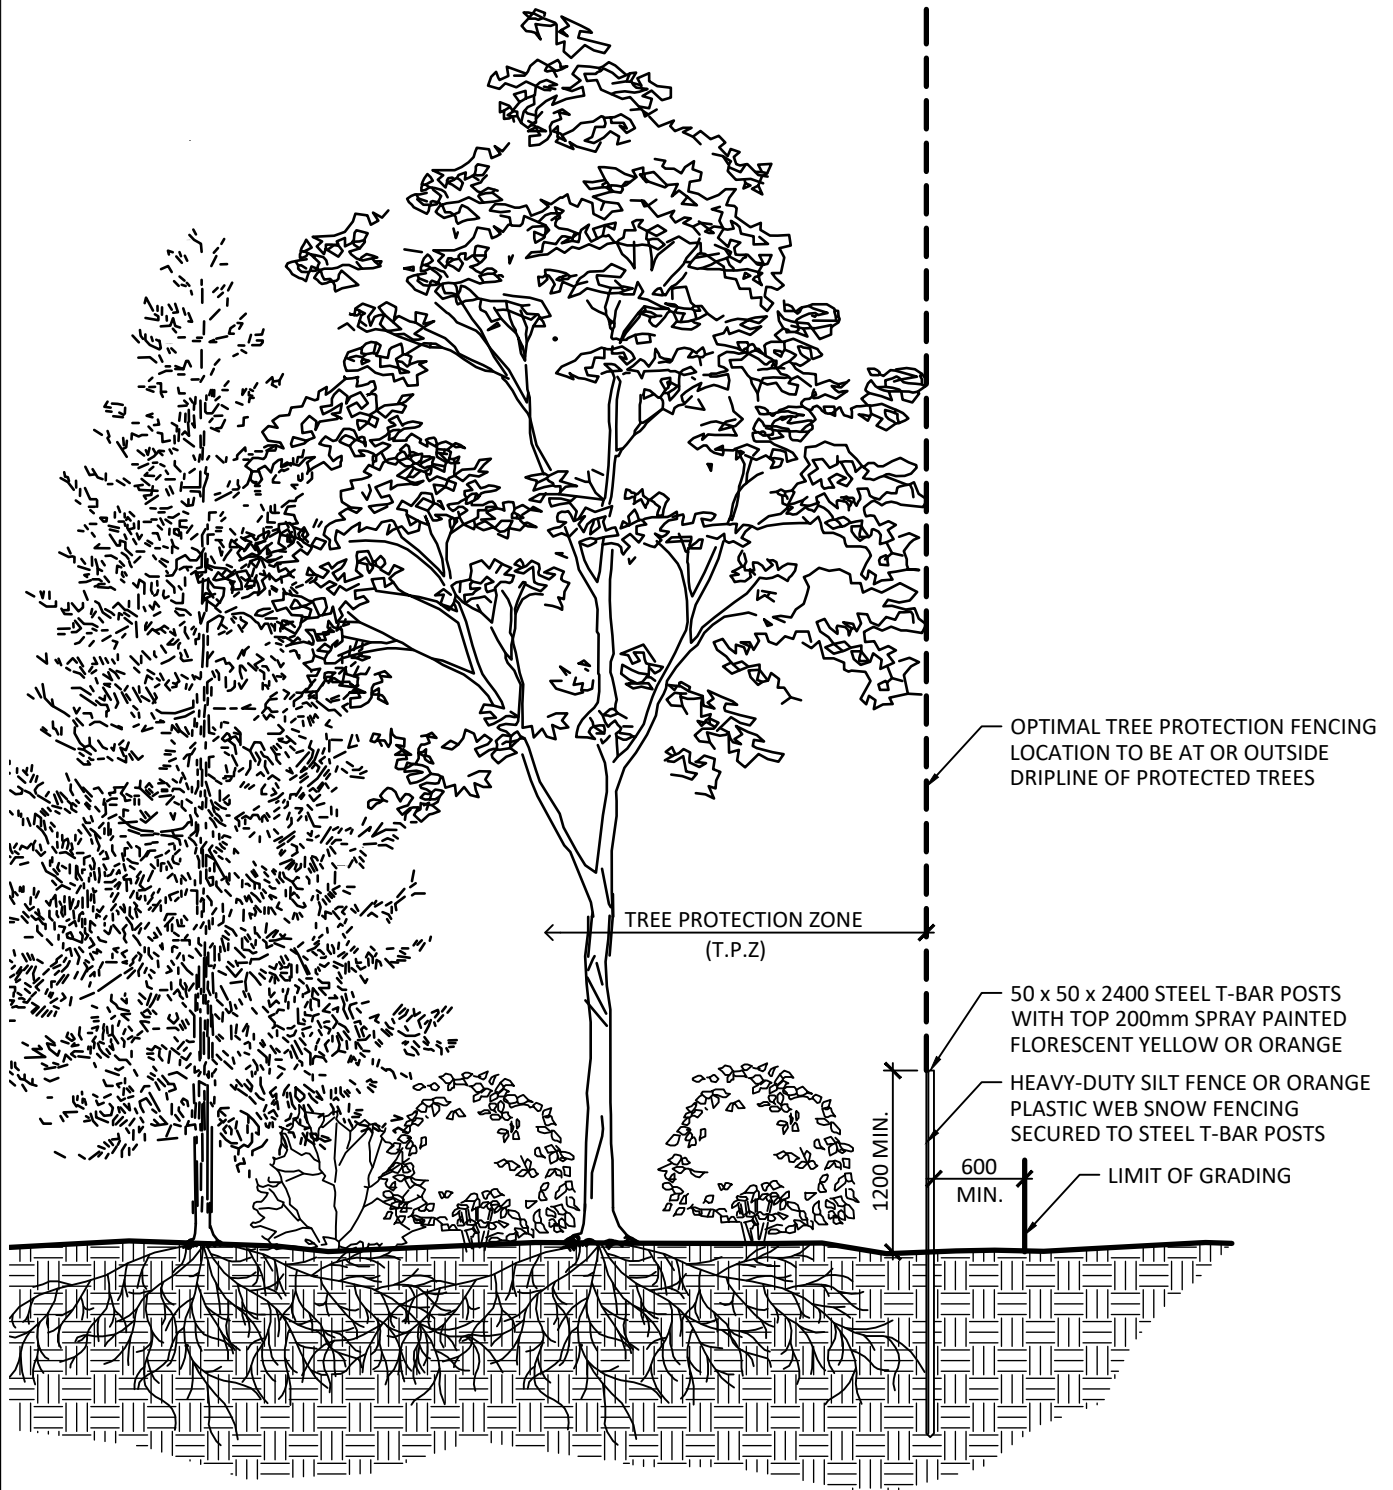 OPTIMAL TREE PROTECTION FENCING
LOCATION TO BE AT OR OUTSIDE
DRIPLINE OF PROTECTED TREES
TREE PROTECTION ZONE
(T.P.Z)
50 x 50 x 2400 STEEL T-BAR POSTS
WITH TOP 200mm SPRAY PAINTED
FLORESCENT YELLOW OR ORANGE
HEAVY-DUTY SILT FENCE OR ORANGE
PLASTIC WEB SNOW FENCING
SECURED TO STEEL T-BAR POSTS
1200 MIN.
600
MIN.
LIMIT OF GRADING